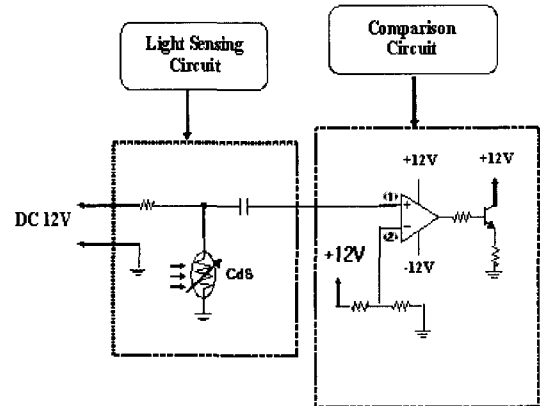 Light Sensing
Circuit
Comparison
Circuit
DC 12V
CdS
+12V
+12V
(1)
+
(2)
−
-12V
+12V